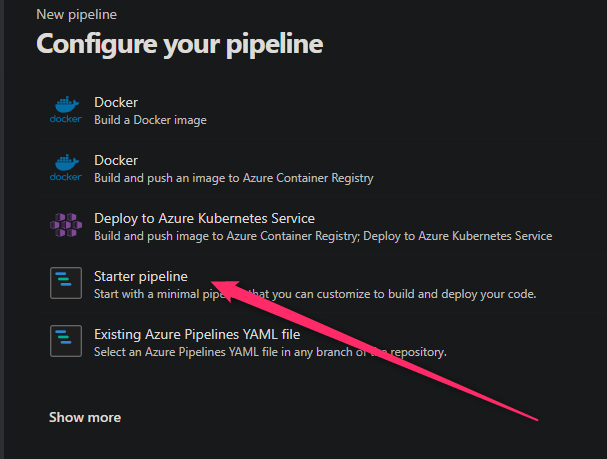 New pipeline
Configure your pipeline
docker
Docker
Build a Docker image
docker
Docker
Build and push an image to Azure Container Registry
Deploy to Azure Kubernetes Service
Build and push image to Azure Container Registry; Deploy to Azure Kubernetes Service
Starter pipeline
Start with a minimal pipeline that you can customize to build and deploy your code.
Existing Azure Pipelines YAML file
Select an Azure Pipelines YAML file in any branch of the repository.
Show more